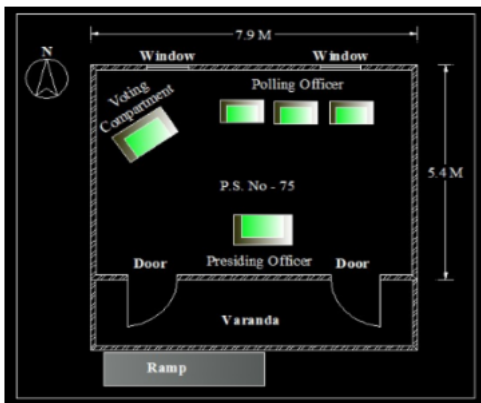 7.9 M
N
Window
Window
Voting
Compartment
Polling Officer
5.4 M
P.S. No - 75
Door
Presiding Officer
Door
Varanda
Ramp